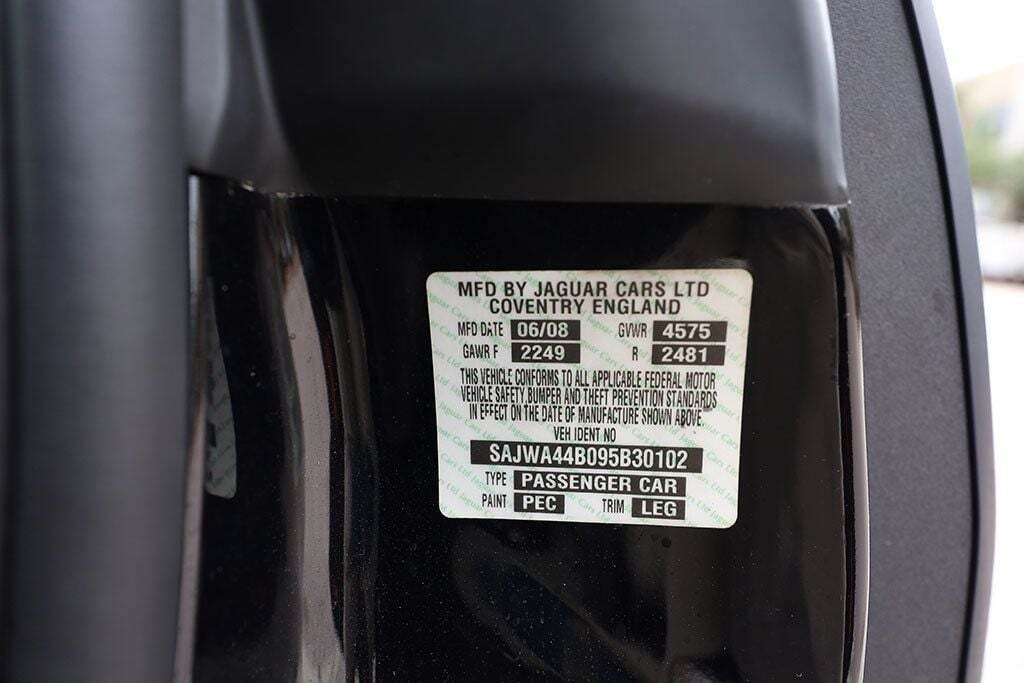 MFD BY JAGUAR CARS LTD
COVENTRY ENGLAND
MFD DATE 06/08 GVWR 4575
GAWR F 2249 R 2481
THIS VEHICLE CONFORMS TO ALL APPLICABLE FEDERAL MOTOR
VEHICLE SAFETY,BUMPER AND THEFT PREVENTION STANDARDS
IN EFFECT ON THE DATE OF MANUFACTURE SHOWN ABOVE.
VEH IDENT NO
SAJWA44B095B30102
TYPE PASSENGER CAR
PAINT PEC TRIM LEG